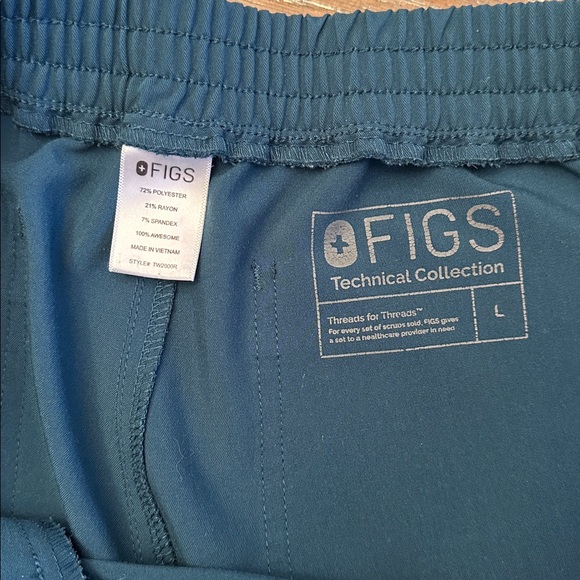 FIGS
72% POLYESTER
21% RAYON
7% SPANDEX
100% AWESOME
MADE IN VIETNAM
STYLE# TW2000R
FIGS
Technical Collection
Threads for Threads™
For every set of scrubs sold, FIGS gives
a set to a healthcare provider in need
L